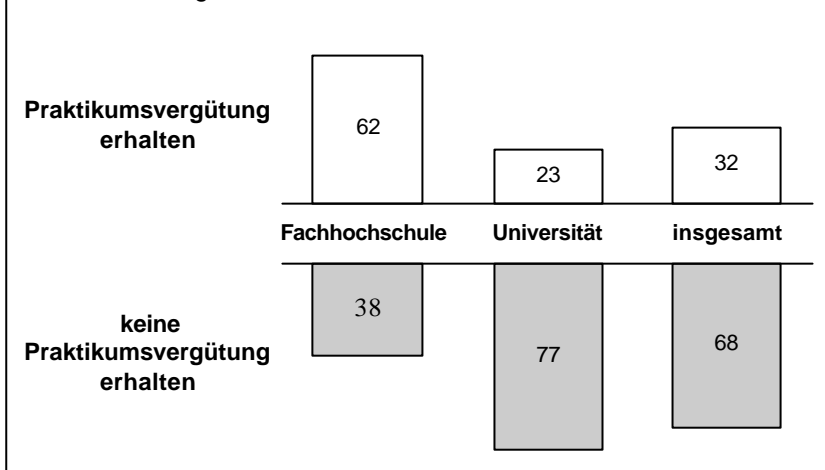 Praktikumsvergütung
erhalten
62
23
32
Fachhochschule
Universität
insgesamt
keine
Praktikumsvergütung
erhalten
38
77
68